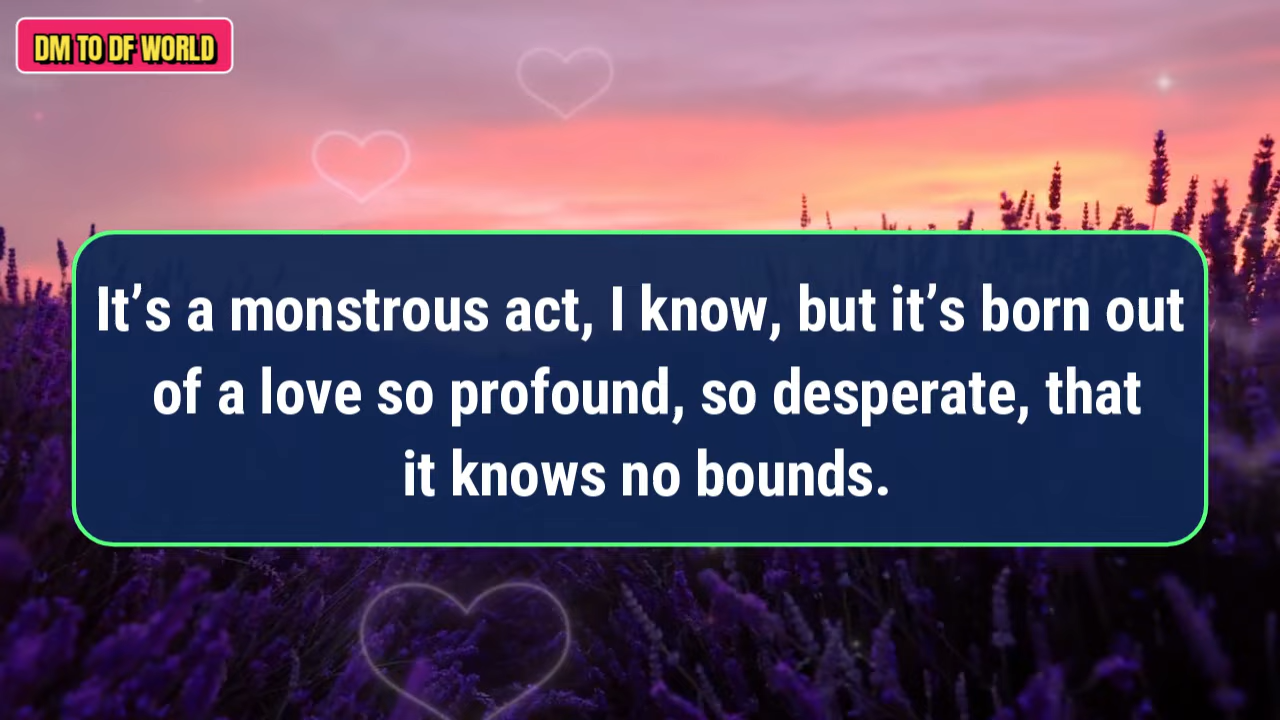 DM TO DF WORLD
It’s a monstrous act, I know, but it’s born out
of a love so profound, so desperate, that
it knows no bounds.